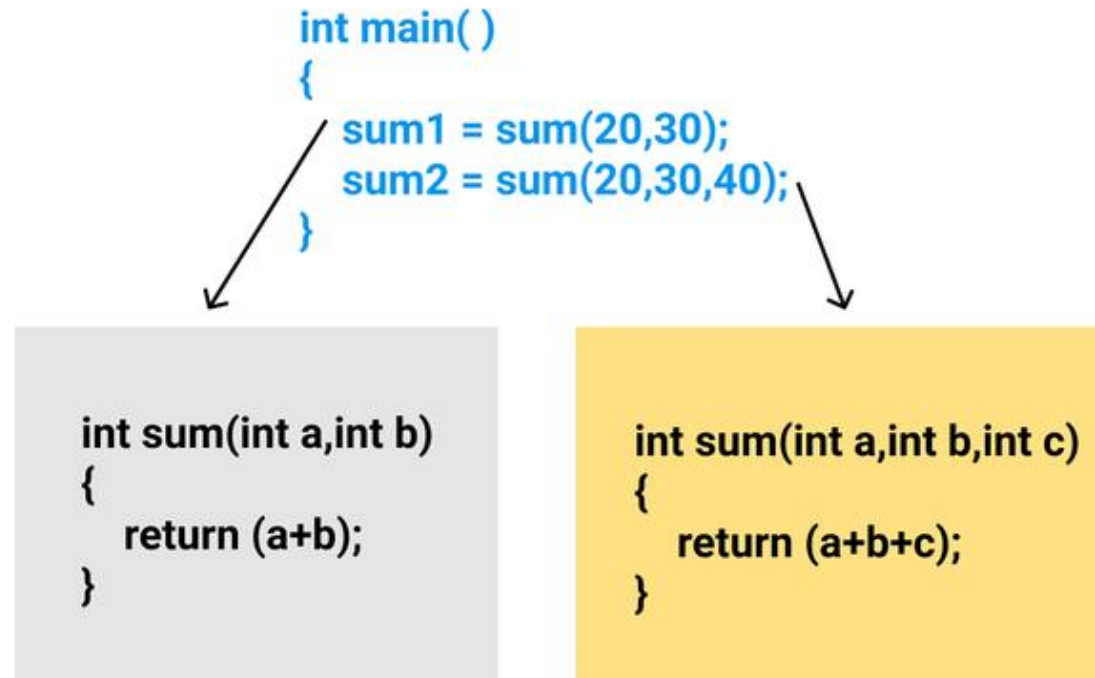 int main( )
{
sum1 = sum(20,30);
sum2 = sum(20,30,40);
}
int sum(int a,int b)
{
return (a+b);
}
int sum(int a,int b,int c)
{
return (a+b+c);
}